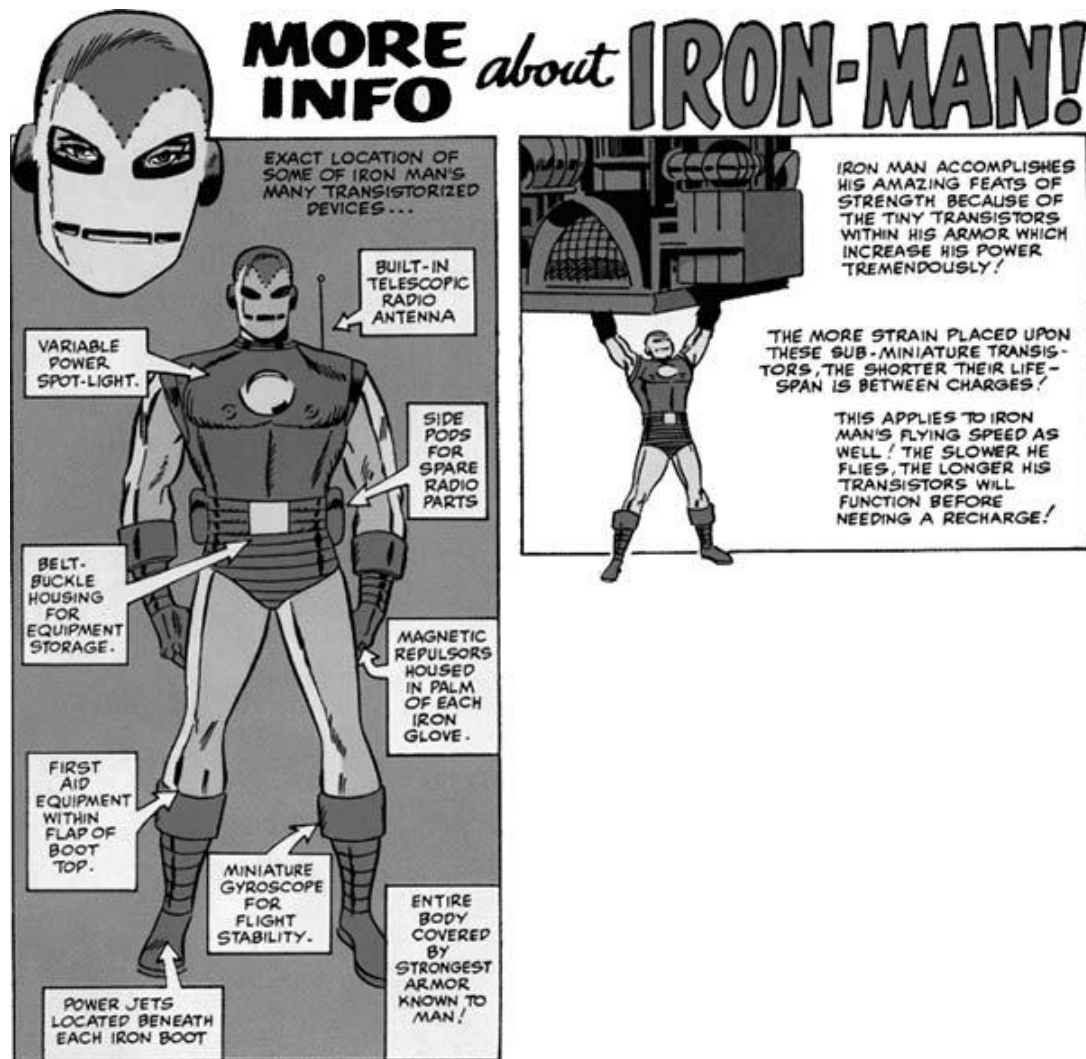 MORE
INFO
about
IRON-MAN!
EXACT LOCATION OF
SOME OF IRON MAN'S
MANY TRANSISTORIZED
DEVICES...
BUILT-IN
TELESCOPIC
RADIO
ANTENNA
VARIABLE
POWER
SPOT-LIGHT.
SIDE
PODS
FOR
SPARE
RADIO
PARTS
BELT-
BUCKLE
HOUSING
FOR
EQUIPMENT
STORAGE.
MAGNETIC
REPULSORS
HOUSED
IN PALM
OF EACH
IRON
GLOVE.
FIRST
AID
EQUIPMENT
WITHIN
FLAP OF
BOOT
TOP.
MINIATURE
GYROSCOPE
FOR
FLIGHT
STABILITY.
ENTIRE
BODY
COVERED
BY
STRONGEST
ARMOR
KNOWN TO
MAN!
POWER JETS
LOCATED BENEATH
EACH IRON BOOT
IRON MAN ACCOMPLISHES
HIS AMAZING FEATS OF
STRENGTH BECAUSE OF
THE TINY TRANSISTORS
WITHIN HIS ARMOR WHICH
INCREASE HIS POWER
TREMENDOUSLY!
THE MORE STRAIN PLACED UPON
THESE SUB-MINIATURE TRANSIS-
TORS, THE SHORTER THEIR LIFE-
SPAN IS BETWEEN CHARGES!
THIS APPLIES TO IRON
MAN'S FLYING SPEED AS
WELL! THE SLOWER HE
FLIES, THE LONGER HIS
TRANSISTORS WILL
FUNCTION BEFORE
NEEDING A RECHARGE!